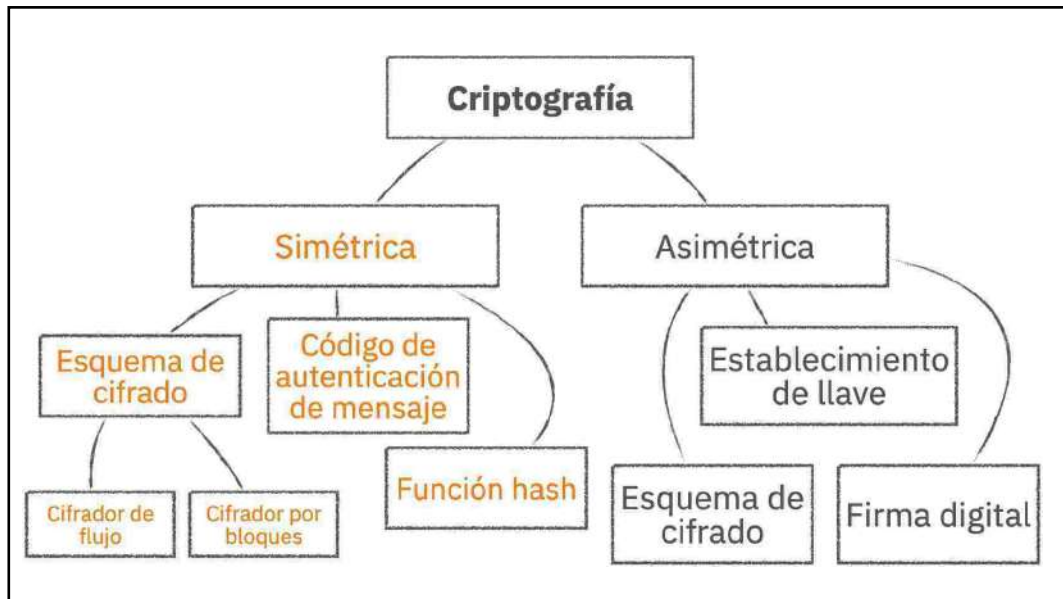 Criptografía
Simétrica
Asimétrica
Esquema de
cifrado
Código de
autenticación
de mensaje
Establecimiento
de llave
Función hash
Esquema de
cifrado
Firma digital
Cifrador de
flujo
Cifrador por
bloques